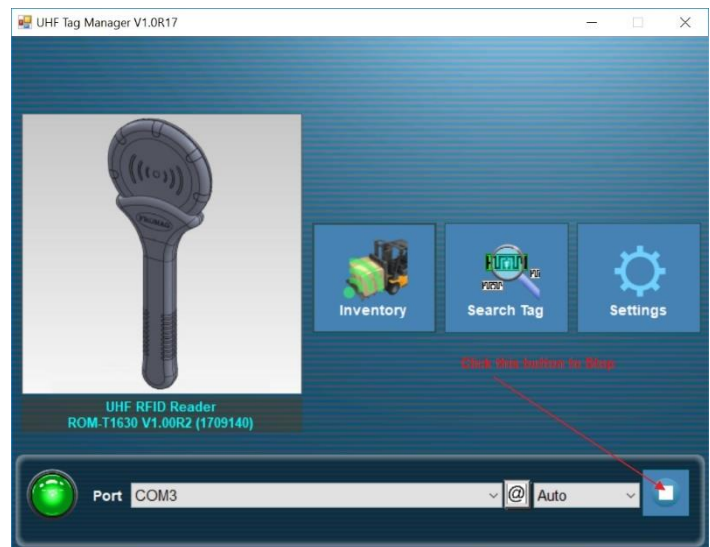 UHF Tag Manager V1.0R17
Inventory
Search Tag
Settings
Click this button to Stop
UHF RFID Reader
ROM-T1630 V1.00R2 (1709140)
Port COM3 @ Auto